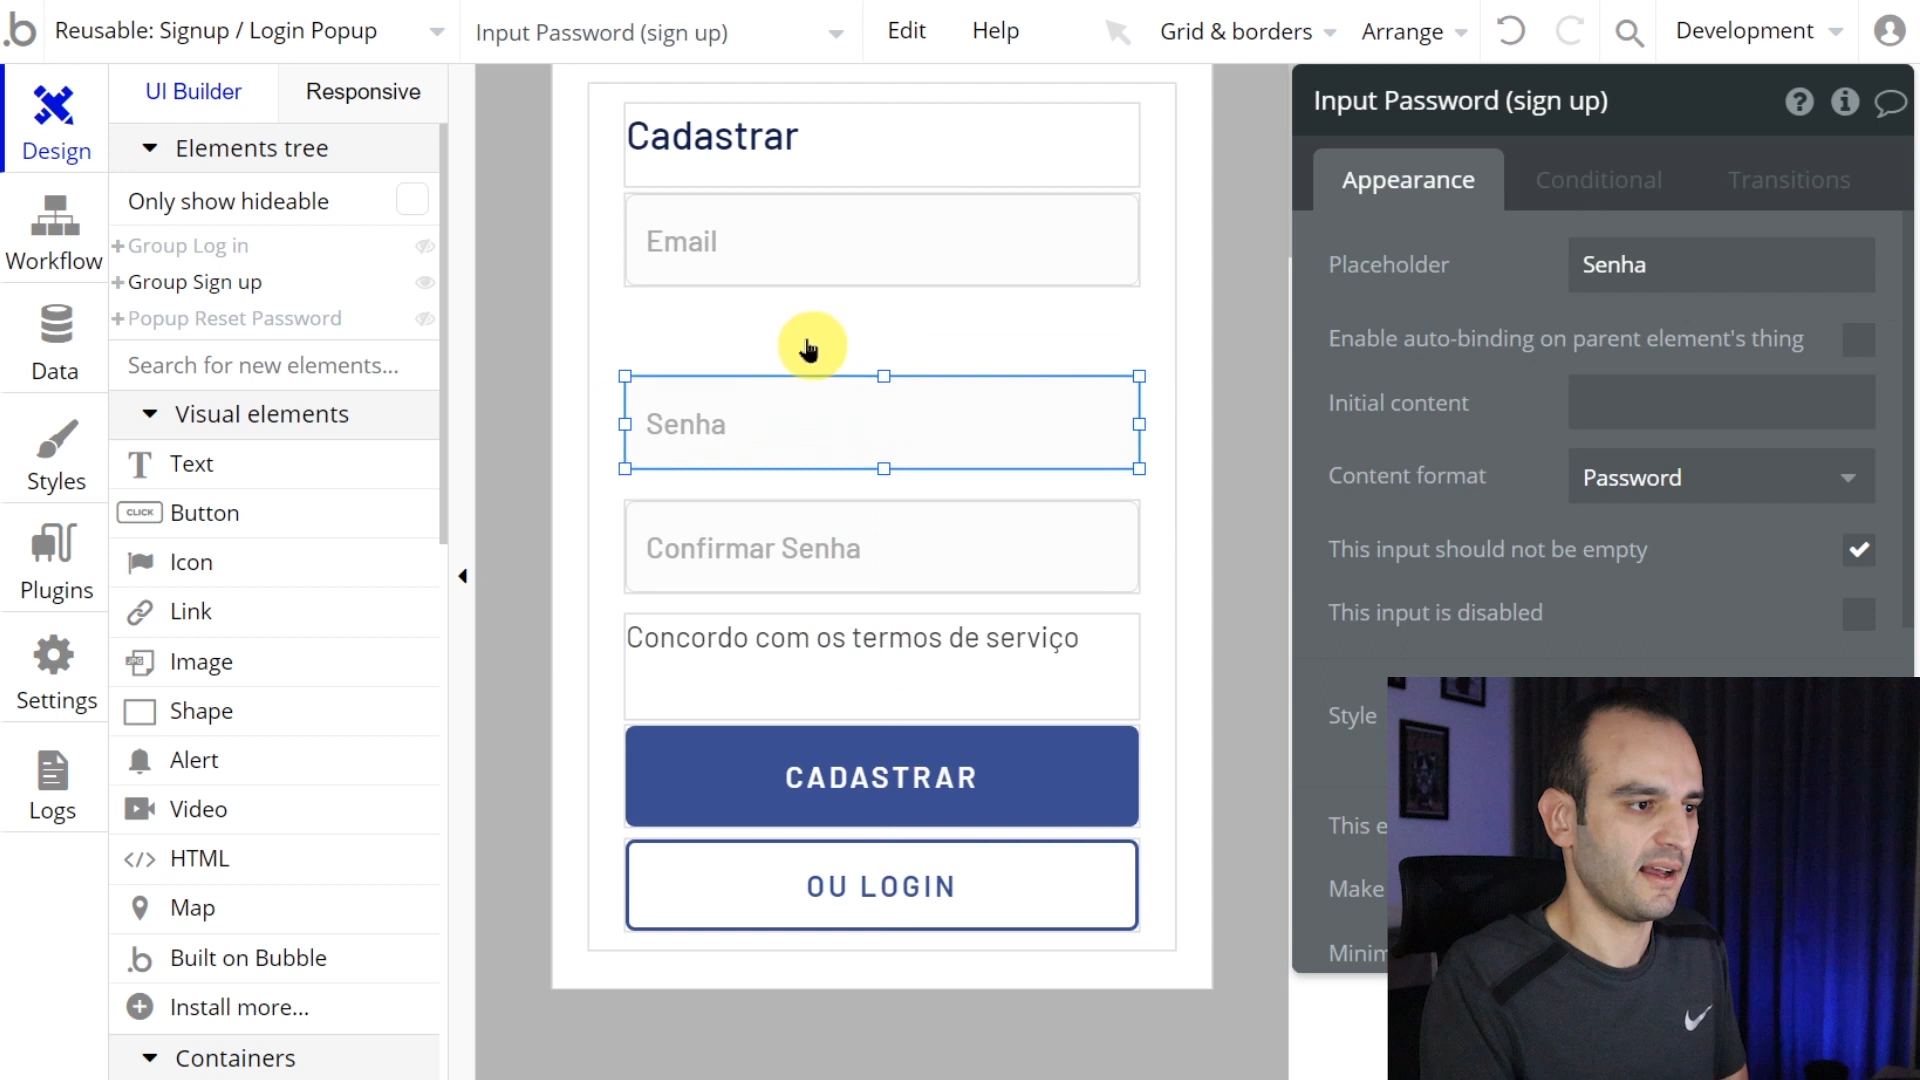 .b
Reusable: Signup / Login Popup
Input Password (sign up)
Edit
Help
Grid & borders
Arrange
Development
Design
Workflow
Data
Styles
Plugins
Settings
Logs
UI Builder
Responsive
Elements tree
Only show hideable
+Group Log in
+Group Sign up
+Popup Reset Password
Search for new elements...
Visual elements
Text
CLICK Button
Icon
Link
Image
Shape
Alert
Video
</> HTML
Map
.b Built on Bubble
Install more...
Containers
Cadastrar
Email
Senha
Confirmar Senha
Concordo com os termos de serviço
CADASTRAR
OU LOGIN
Input Password (sign up)
Appearance
Conditional
Transitions
Placeholder
Senha
Enable auto-binding on parent element's thing
Initial content
Content format
Password
This input should not be empty
This input is disabled
Style
This e
Make
Minim